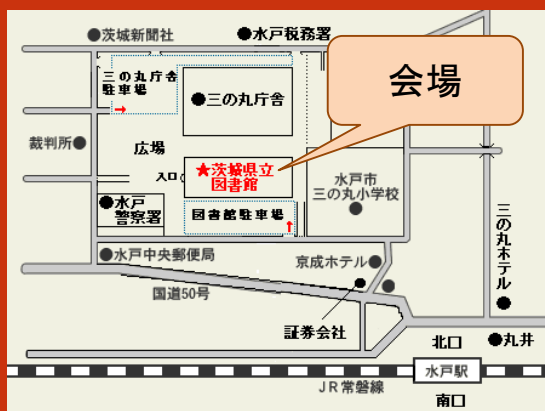 ●茨城新聞社
●水戸税務署
会場
三の丸庁舎
駐車場
→
●三の丸庁舎
裁判所●
広場
入口
★茨城県立
図書館
水戸市
三の丸小学校
●
●水戸
警察署
図書館駐車場
↑
三の丸ホテル●
●水戸中央郵便局
京成ホテル●
国道50号
証券会社
北口
●丸井
水戸駅
JR常磐線
南口